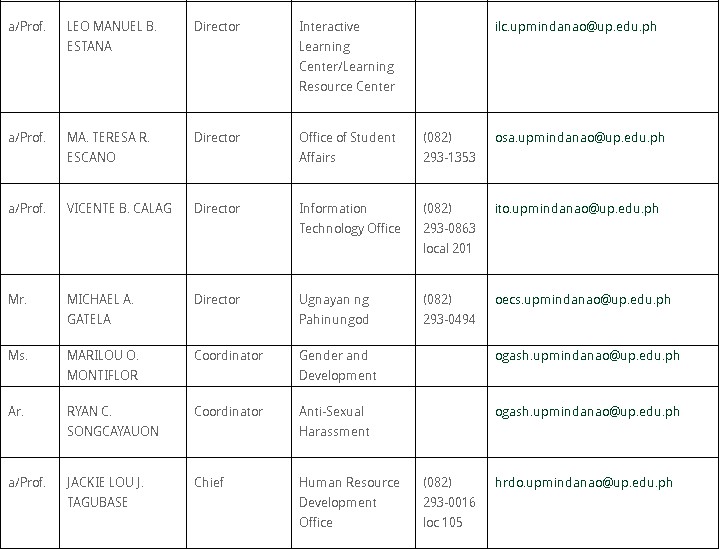 a/Prof. LEO MANUEL B. Director Interactive ilc.upmindanao@up.edu.ph
ESTANA Learning
Center/Learning
Resource Center
a/Prof. MA. TERESA R. Director Office of Student (082) osa.upmindanao@up.edu.ph
ESCANO Affairs 293-1353
a/Prof. VICENTE B. CALAG Director Information (082) ito.upmindanao@up.edu.ph
Technology Office 293-0863
local 201
Mr. MICHAEL A. Director Ugnayan ng (082) oecs.upmindanao@up.edu.ph
GATELA Pahinungod 293-0494
Ms. MARILOU O. Coordinator Gender and ogash.upmindanao@up.edu.ph
MONTIFLOR Development
Ar. RYAN C. Coordinator Anti-Sexual ogash.upmindanao@up.edu.ph
SONGCAYAUON Harassment
a/Prof. JACKIE LOU J. Chief Human Resource (082) hrdo.upmindanao@up.edu.ph
TAGUBASE Development 293-0016
Office loc 105